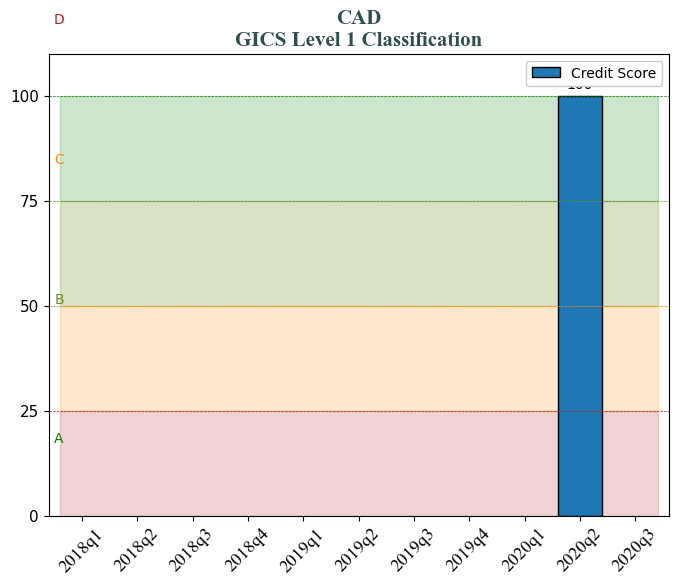 D
CAD
GICS Level 1 Classification
Credit Score
100
100
C
75
B
50
25
A
0
2018q1
2018q2
2018q3
2018q4
2019q1
2019q2
2019q3
2019q4
2020q1
2020q2
2020q3